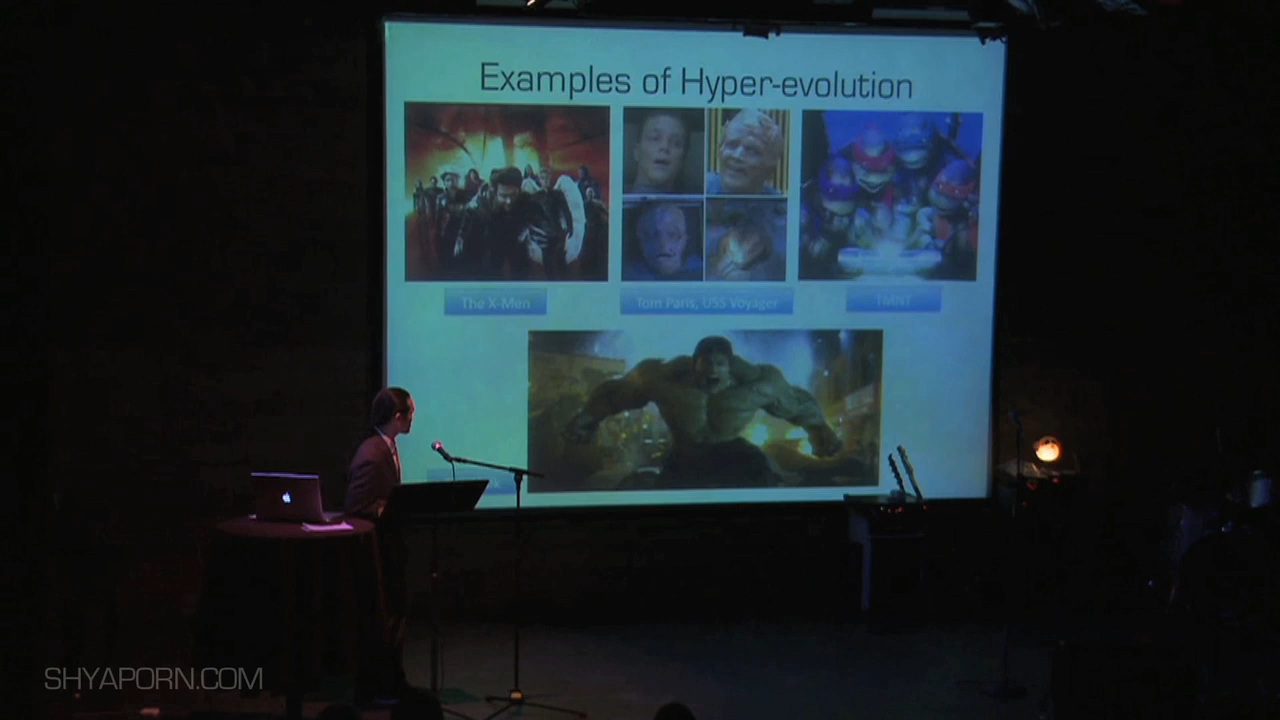 Examples of Hyper-evolution
The X-Men
Tom Paris, USS Voyager
TMNT
SHYAPORN.COM